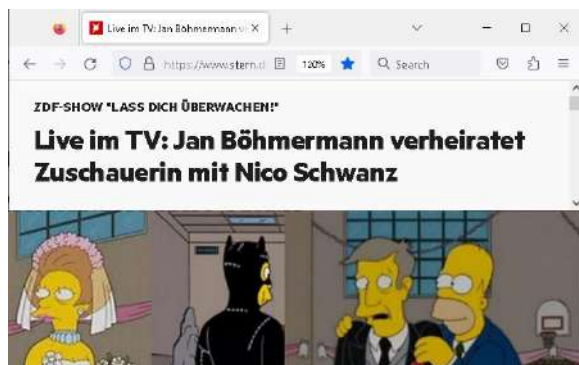 Live im TV: Jan Böhmermann v
https://www.stern.d
120%
Search
ZDF-SHOW "LASS DICH ÜBERWACHEN!"
Live im TV: Jan Böhmermann verheiratet
Zuschauerin mit Nico Schwanz